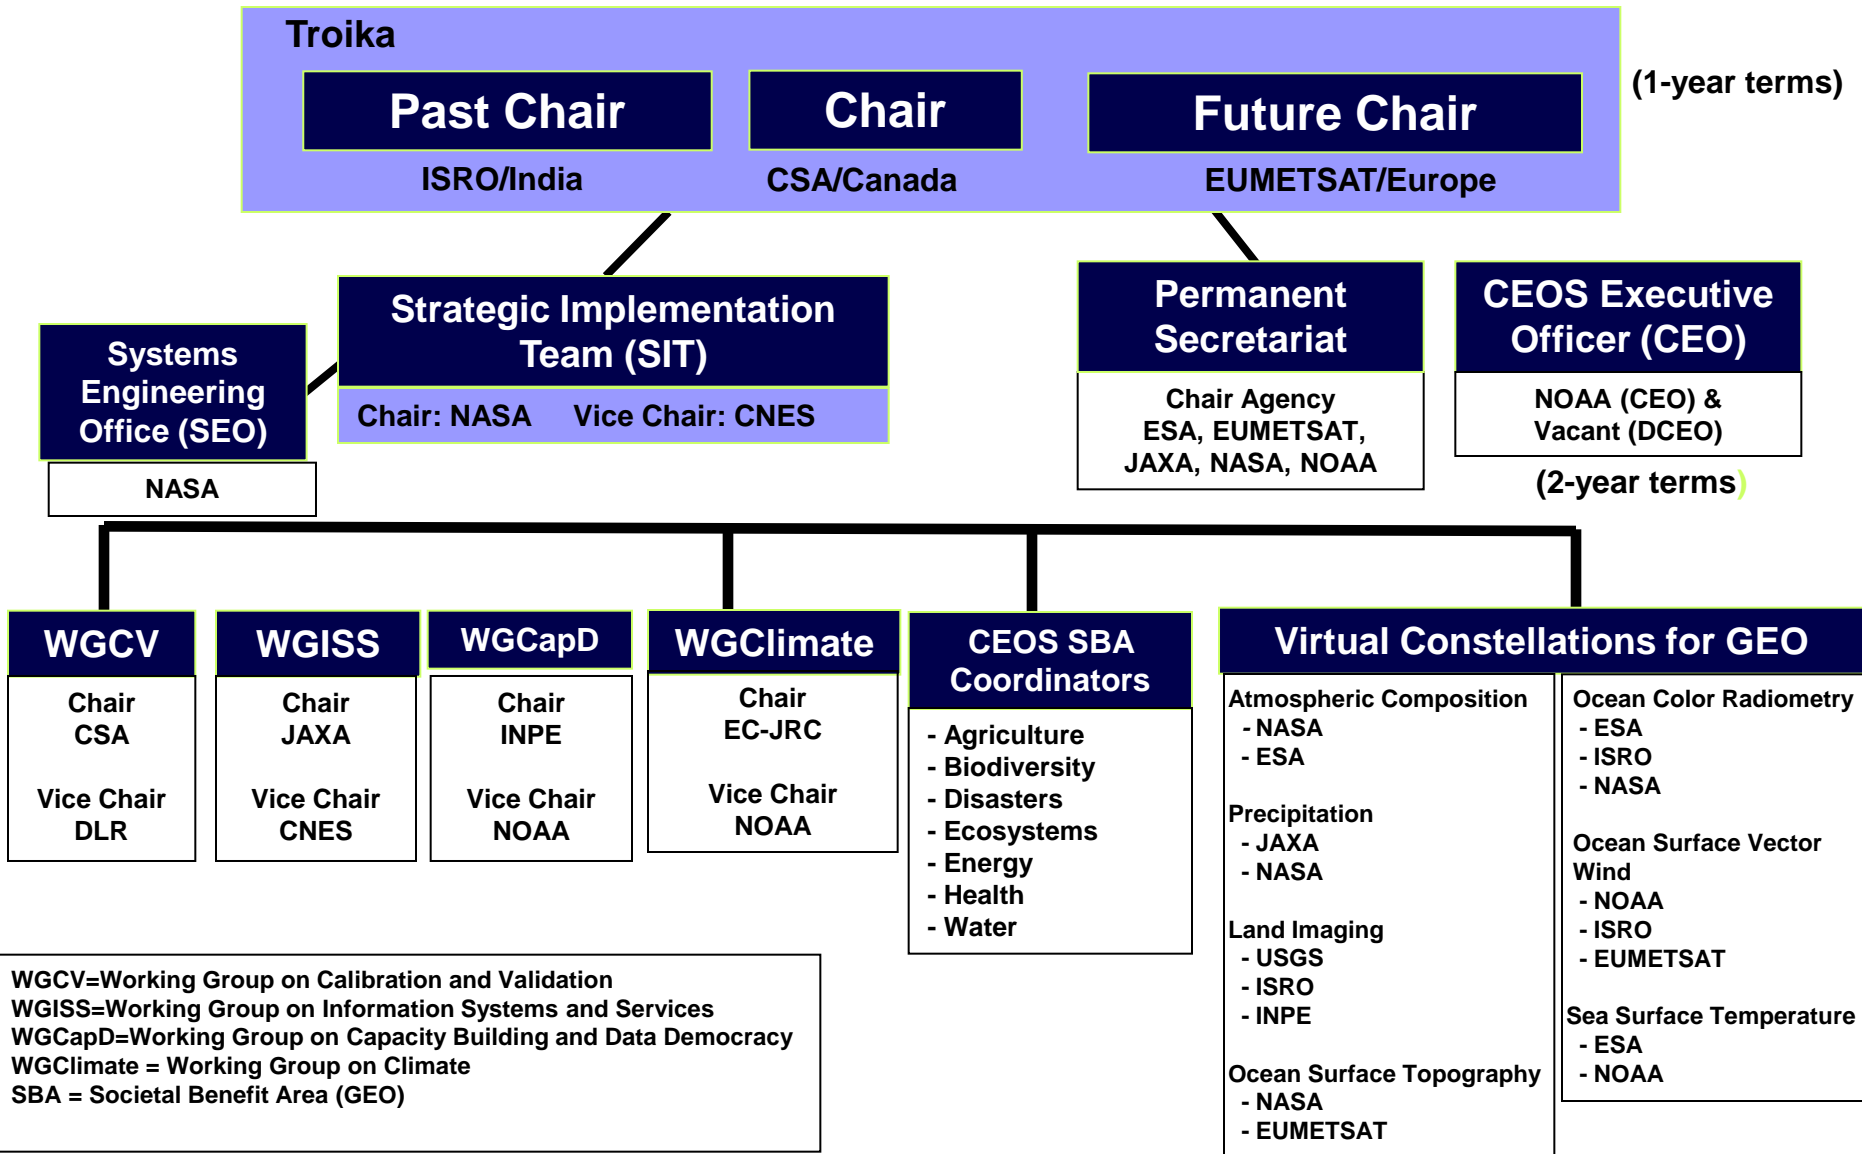 Troika
Past Chair
Chair
Future Chair
(1-year terms)
ISRO/India
CSA/Canada
EUMETSAT/Europe
Systems
Engineering
Office (SEO)
NASA
Strategic Implementation
Team (SIT)
Chair: NASA Vice Chair: CNES
Permanent
Secretariat
Chair Agency
ESA, EUMETSAT,
JAXA, NASA, NOAA
CEOS Executive
Officer (CEO)
NOAA (CEO) &
Vacant (DCEO)
(2-year terms)
WGCV
Chair
CSA
Vice Chair
DLR
WGISS
Chair
JAXA
Vice Chair
CNES
WGCapD
Chair
INPE
Vice Chair
NOAA
WGClimate
Chair
EC-JRC
Vice Chair
NOAA
CEOS SBA
Coordinators
- Agriculture
- Biodiversity
- Disasters
- Ecosystems
- Energy
- Health
- Water
Virtual Constellations for GEO
Atmospheric Composition
- NASA
- ESA
Precipitation
- JAXA
- NASA
Land Imaging
- USGS
- ISRO
- INPE
Ocean Surface Topography
- NASA
- EUMETSAT
Ocean Color Radiometry
- ESA
- ISRO
- NASA
Ocean Surface Vector
Wind
- NOAA
- ISRO
- EUMETSAT
Sea Surface Temperature
- ESA
- NOAA
WGCV=Working Group on Calibration and Validation
WGISS=Working Group on Information Systems and Services
WGCapD=Working Group on Capacity Building and Data Democracy
WGClimate = Working Group on Climate
SBA = Societal Benefit Area (GEO)